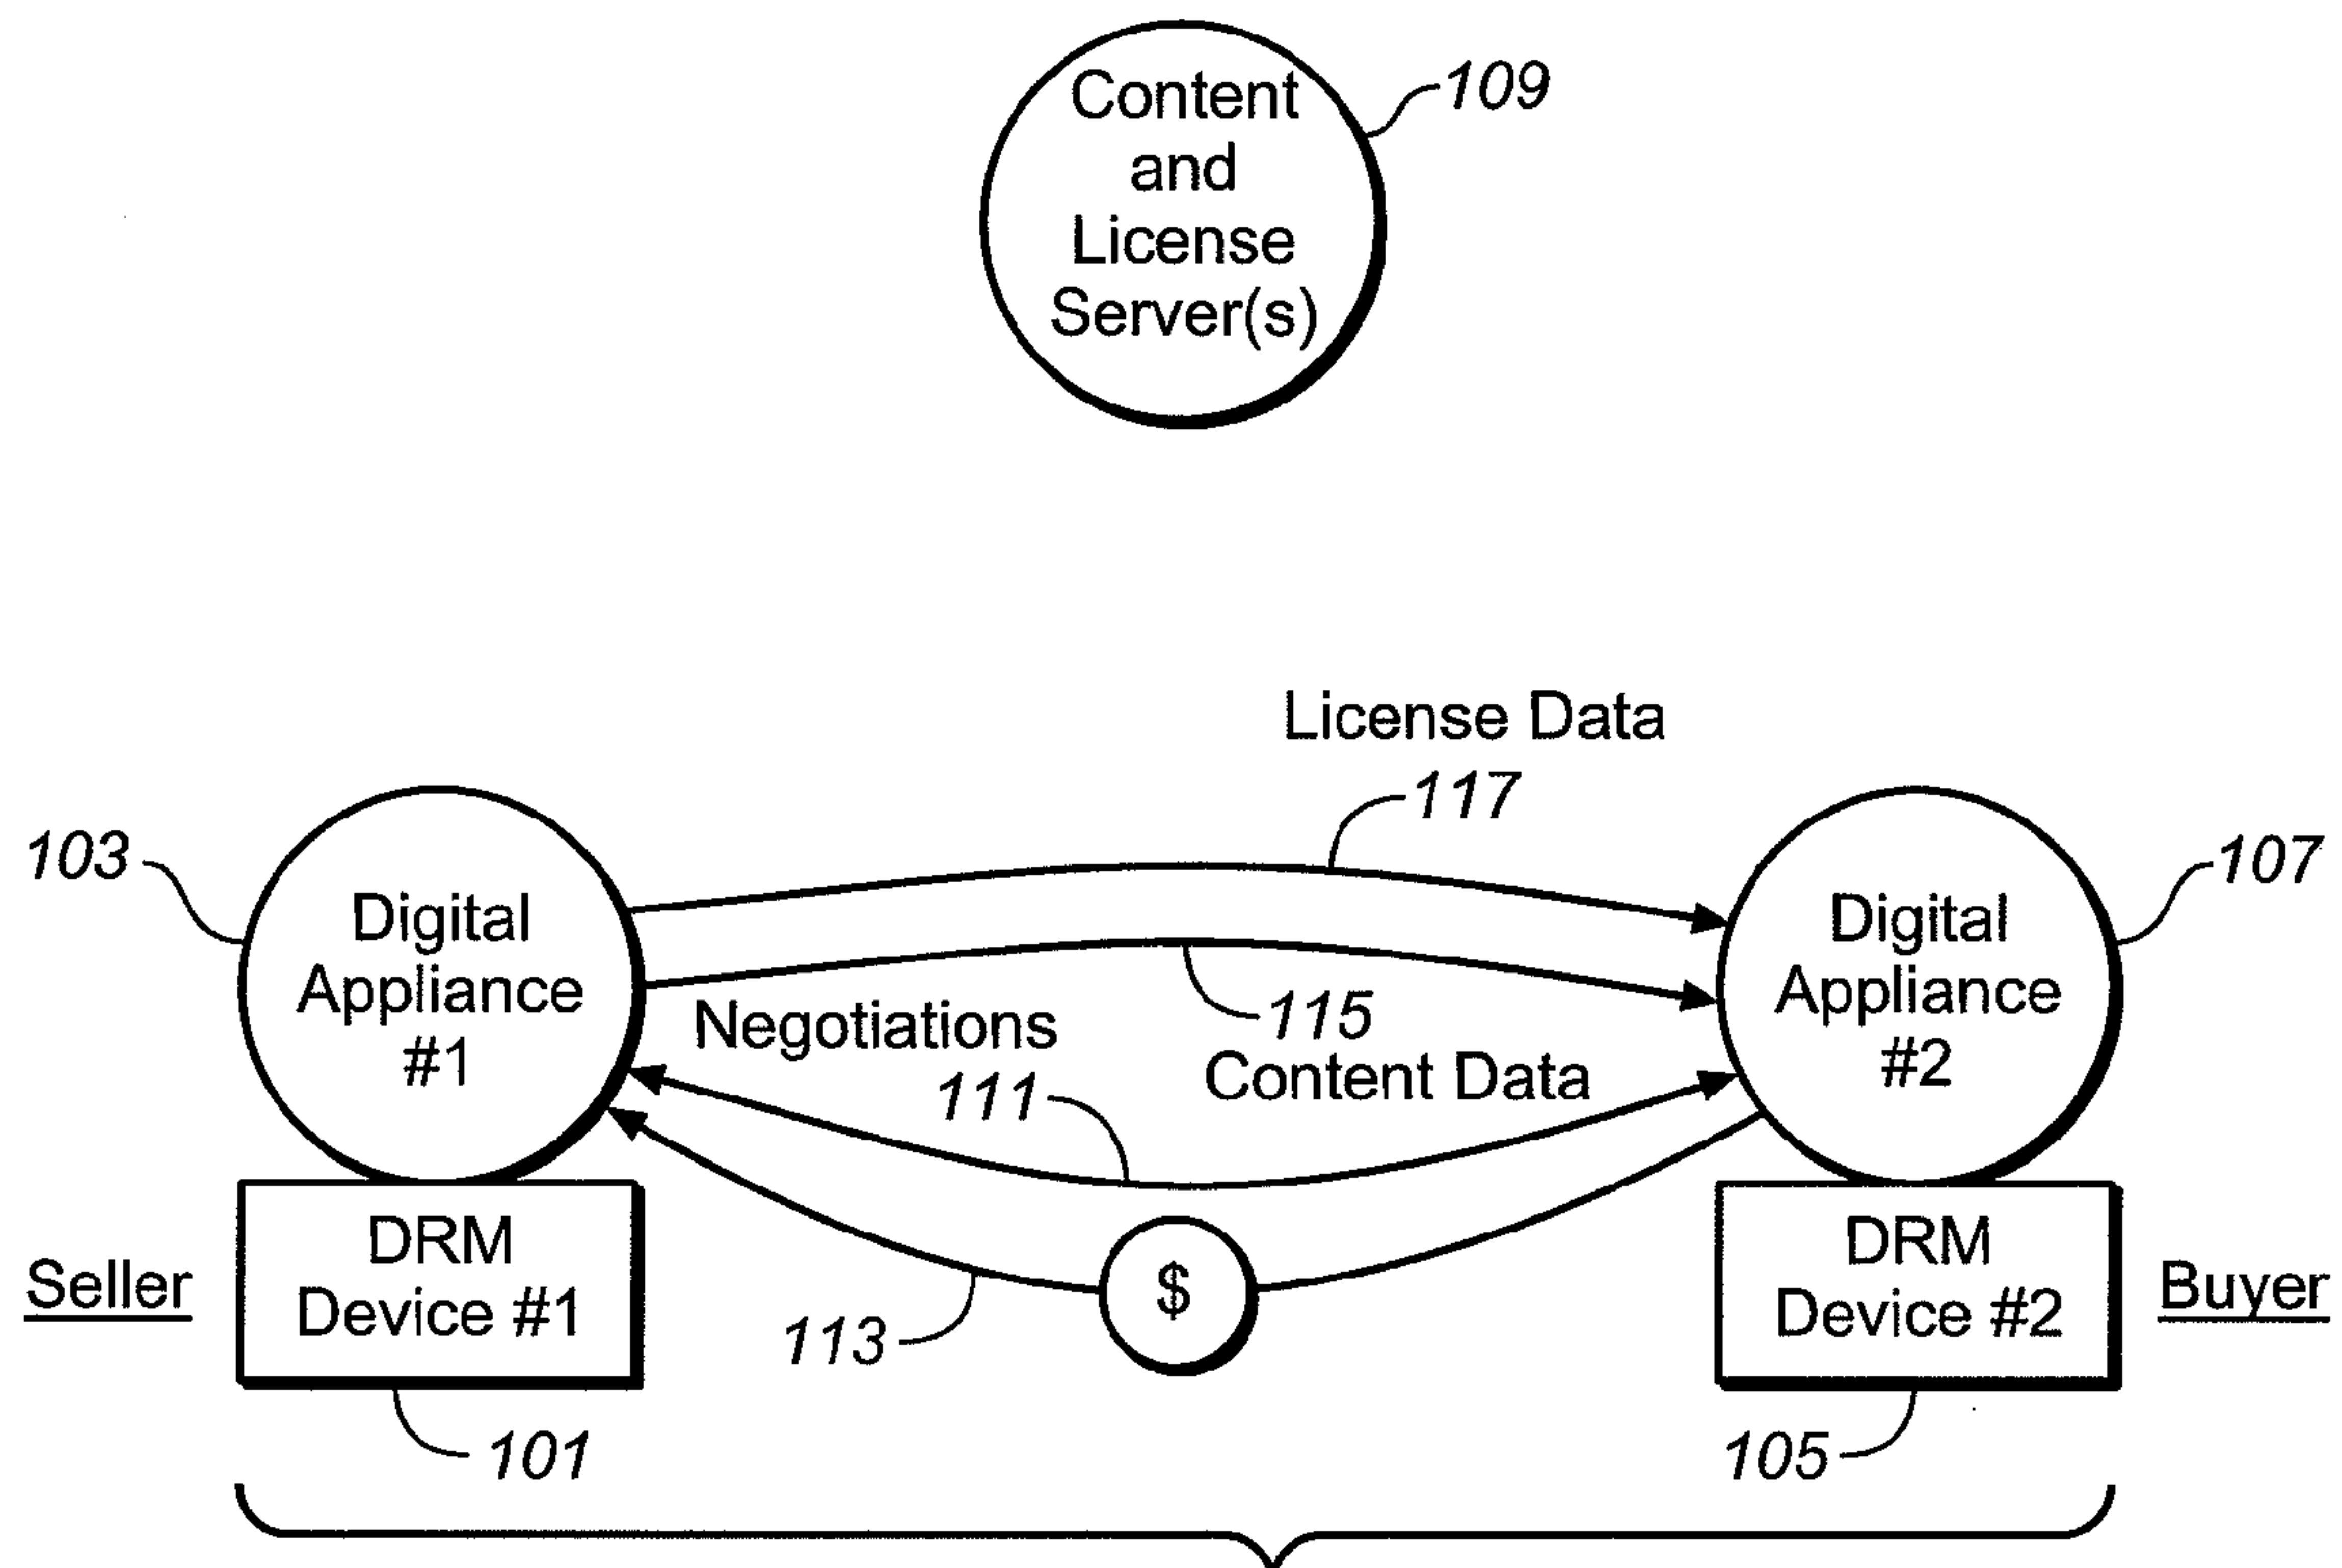 Content
and
License
Server(s)
109
License Data
117
103
Digital
Appliance
#1
107
Digital
Appliance
#2
115
Negotiations
111
Content Data
Seller
DRM
Device #1
$
113
DRM
Device #2
Buyer
101
105